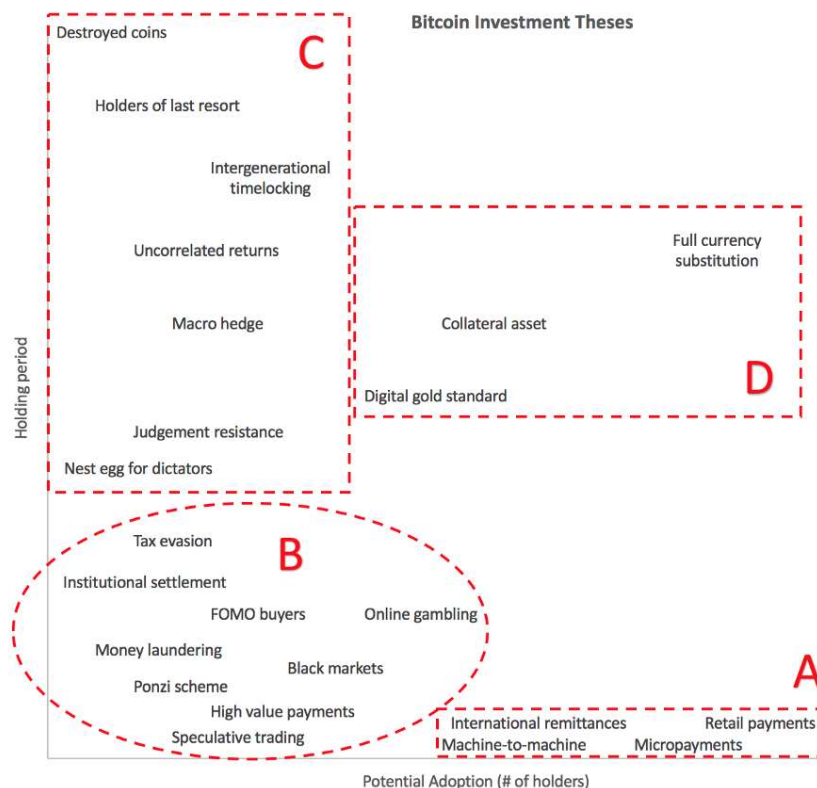 Bitcoin Investment Theses
Destroyed coins
C
Holders of last resort
Intergenerational
timelocking
Uncorrelated returns
Full currency
substitution
Macro hedge
Collateral asset
D
Digital gold standard
Holding period
Judgement resistance
Nest egg for dictators
Tax evasion
B
Institutional settlement
FOMO buyers
Online gambling
Money laundering
Black markets
Ponzi scheme
A
High value payments
International remittances
Retail payments
Speculative trading
Machine-to-machine
Micropayments
Potential Adoption (# of holders)